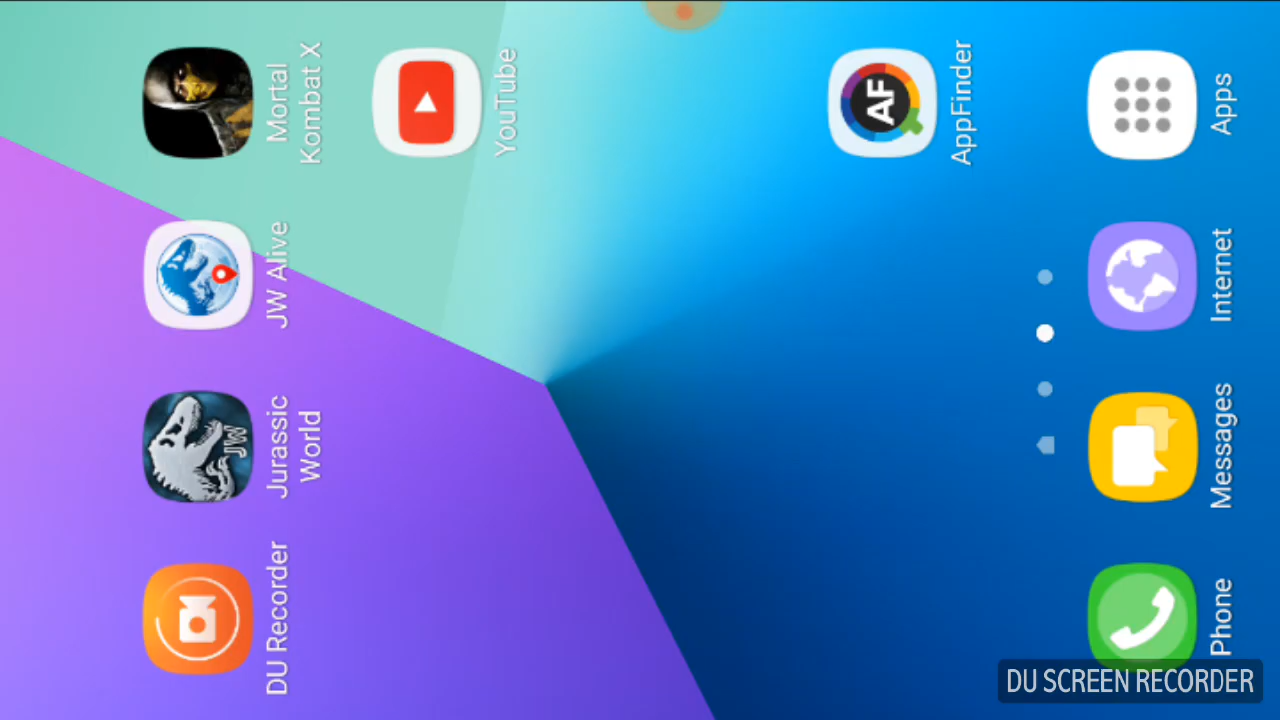 DU Recorder
Jurassic
World
JW Alive
Mortal
Kombat X
YouTube
AF
AppFinder
Phone
Messages
Internet
Apps
JW
DU SCREEN RECORDER